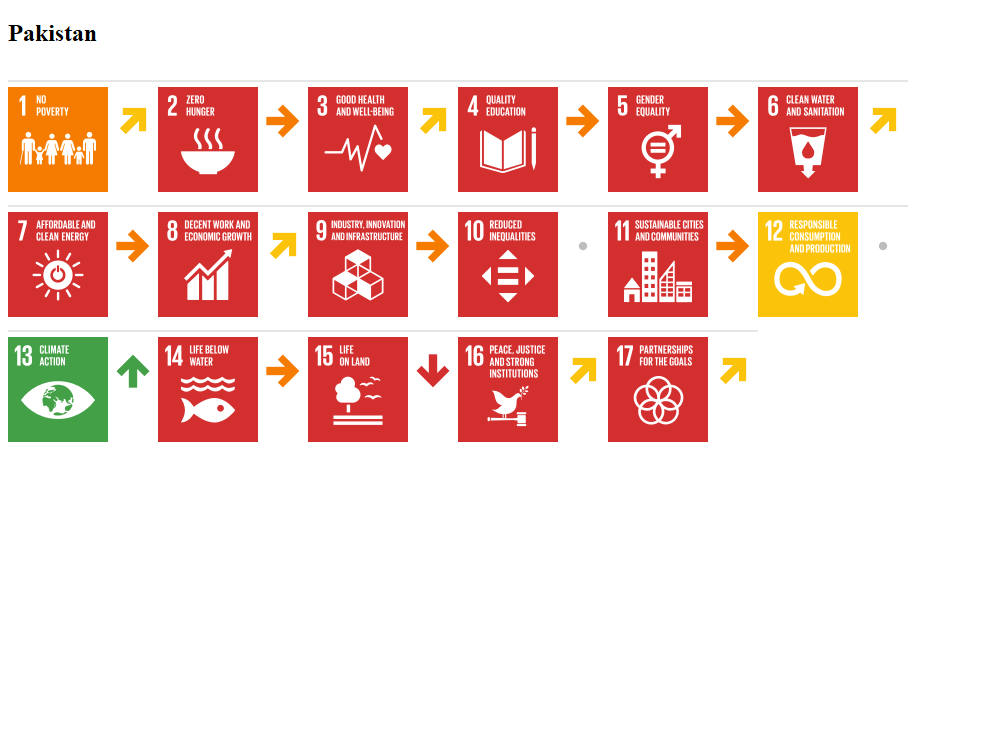 Pakistan
1 NO
POVERTY
2 ZERO
HUNGER
3 GOOD HEALTH
AND WELL-BEING
4 QUALITY
EDUCATION
5 GENDER
EQUALITY
6 CLEAN WATER
AND SANITATION
7 AFFORDABLE AND
CLEAN ENERGY
8 DECENT WORK AND
ECONOMIC GROWTH
9 INDUSTRY, INNOVATION
AND INFRASTRUCTURE
10 REDUCED
INEQUALITIES
11 SUSTAINABLE CITIES
AND COMMUNITIES
12 RESPONSIBLE
CONSUMPTION
AND PRODUCTION
13 CLIMATE
ACTION
14 LIFE BELOW
WATER
15 LIFE
ON LAND
16 PEACE, JUSTICE
AND STRONG
INSTITUTIONS
17 PARTNERSHIPS
FOR THE GOALS